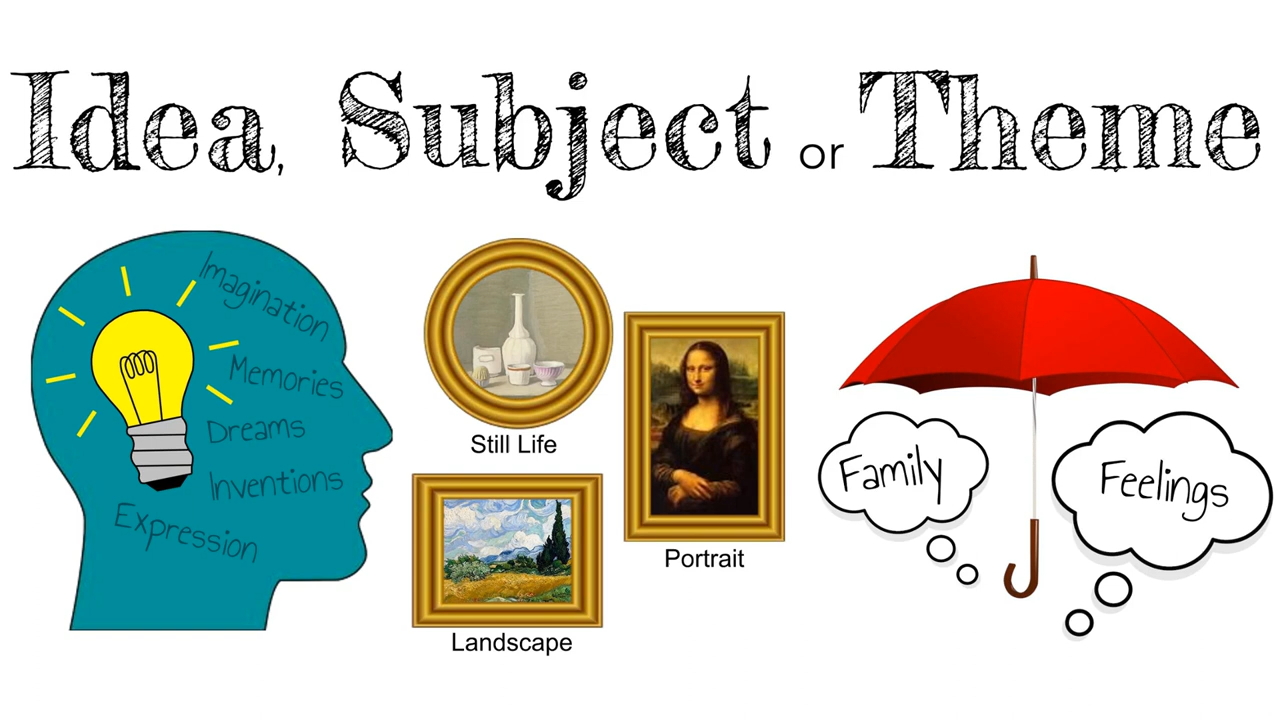 Idea, Subject or Theme
Imagination
Memories
Dreams
Inventions
Expression
Still Life
Landscape
Portrait
Family
Feelings